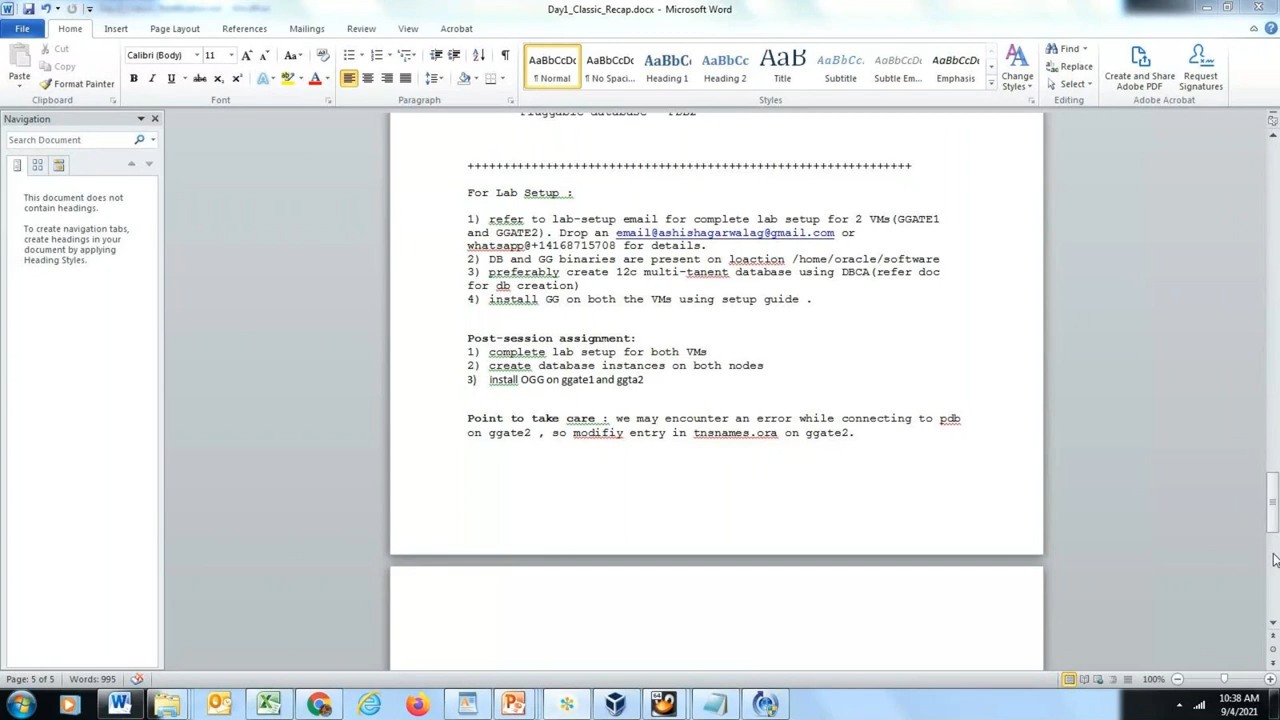 Day1_Classic_Recap.docx - Microsoft Word
File Home Insert Page Layout References Mailings Review View Acrobat
Paste
Cut
Copy
Format Painter
Clipboard
Calibri (Body) 11
Font
Paragraph
AaBbCcDc AaBbCcDc AaBbC AaBbCc AaB AaBbCc. AaBbCcDc AaBbCcDc
¶ Normal ¶ No Spaci... Heading 1 Heading 2 Title Subtitle Subtle Em... Emphasis
Styles
Change Styles
Find
Replace
Select
Editing
Create and Share Adobe PDF
Request Signatures
Adobe Acrobat
Navigation
Search Document
This document does not
contain headings.
To create navigation tabs,
create headings in your
document by applying
Heading Styles.
Pluggable database - PDB2
+++++++++++++++++++++++++++++++++++++++++++++++++++++++++++++++
For Lab Setup :
1) refer to lab-setup email for complete lab setup for 2 VMs(GGATE1
and GGATE2). Drop an email@ashishagarwalag@gmail.com or
whatsapp@+14168715708 for details.
2) DB and GG binaries are present on loaction /home/oracle/software
3) preferably create 12c multi-tanent database using DBCA(refer doc
for db creation)
4) install GG on both the VMs using setup guide .
Post-session assignment:
1) complete lab setup for both VMs
2) create database instances on both nodes
3) install OGG on ggate1 and ggta2
Point to take care : we may encounter an error while connecting to pdb
on ggate2 , so modifiy entry in tnsnames.ora on ggate2.
Page: 5 of 5 Words: 995
100%
10:38 AM
9/4/2021